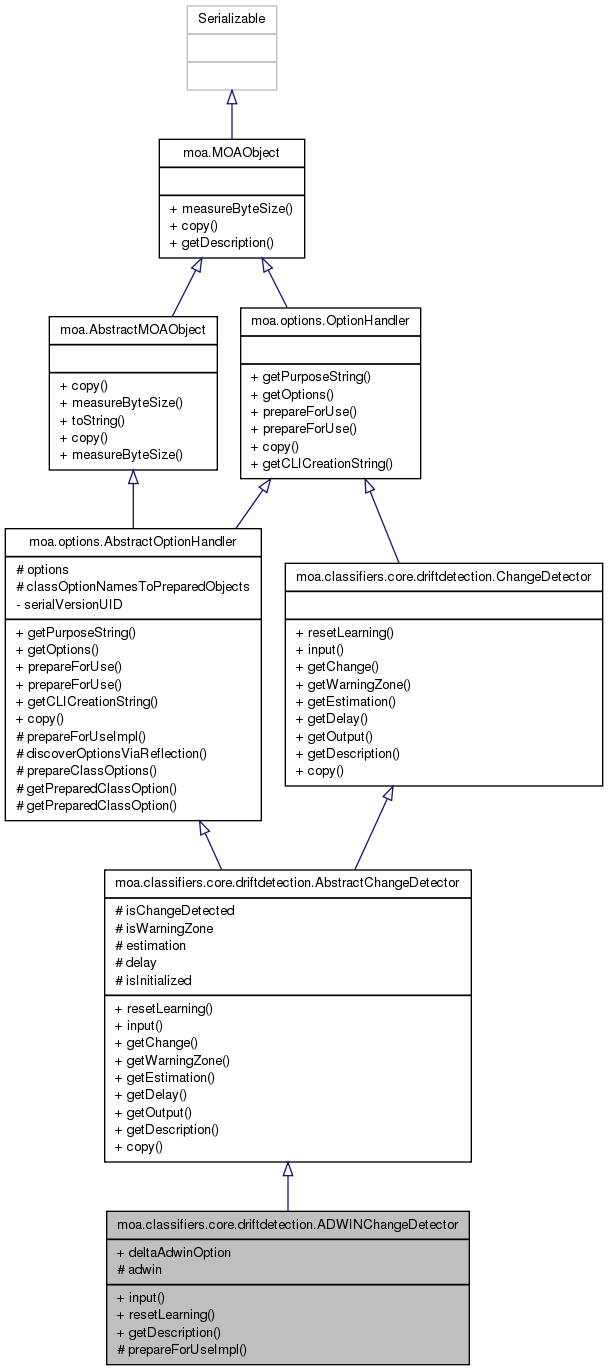 Serializable
moa.MOAObject
+ measureByteSize()
+ copy()
+ getDescription()
moa.AbstractMOAObject
+ copy()
+ measureByteSize()
+ toString()
+ copy()
+ measureByteSize()
moa.options.OptionHandler
+ getPurposeString()
+ getOptions()
+ prepareForUse()
+ prepareForUse()
+ copy()
+ getCLICreationString()
moa.options.AbstractOptionHandler
# options
# classOptionNamesToPreparedObjects
- serialVersionUID
+ getPurposeString()
+ getOptions()
+ prepareForUse()
+ prepareForUse()
+ getCLICreationString()
+ copy()
# prepareForUseImpl()
# discoverOptionsViaReflection()
# prepareClassOptions()
# getPreparedClassOption()
# getPreparedClassOption()
moa.classifiers.core.driftdetection.ChangeDetector
+ resetLearning()
+ input()
+ getChange()
+ getWarningZone()
+ getEstimation()
+ getDelay()
+ getOutput()
+ getDescription()
+ copy()
moa.classifiers.core.driftdetection.AbstractChangeDetector
# isChangeDetected
# isWarningZone
# estimation
# delay
# isInitialized
+ resetLearning()
+ input()
+ getChange()
+ getWarningZone()
+ getEstimation()
+ getDelay()
+ getOutput()
+ getDescription()
+ copy()
moa.classifiers.core.driftdetection.ADWINChangeDetector
+ deltaAdwinOption
# adwin
+ input()
+ resetLearning()
+ getDescription()
# prepareForUseImpl()